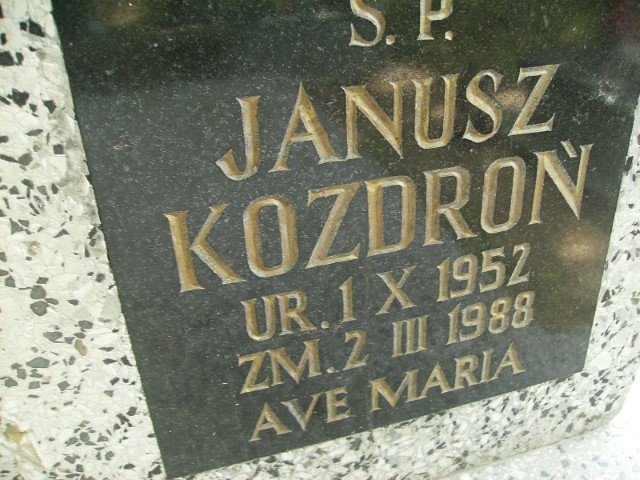 Ś. P.
JANUSZ
KOZDROŃ
UR. 1 X 1952
ZM. 2 III 1988
AVE MARIA